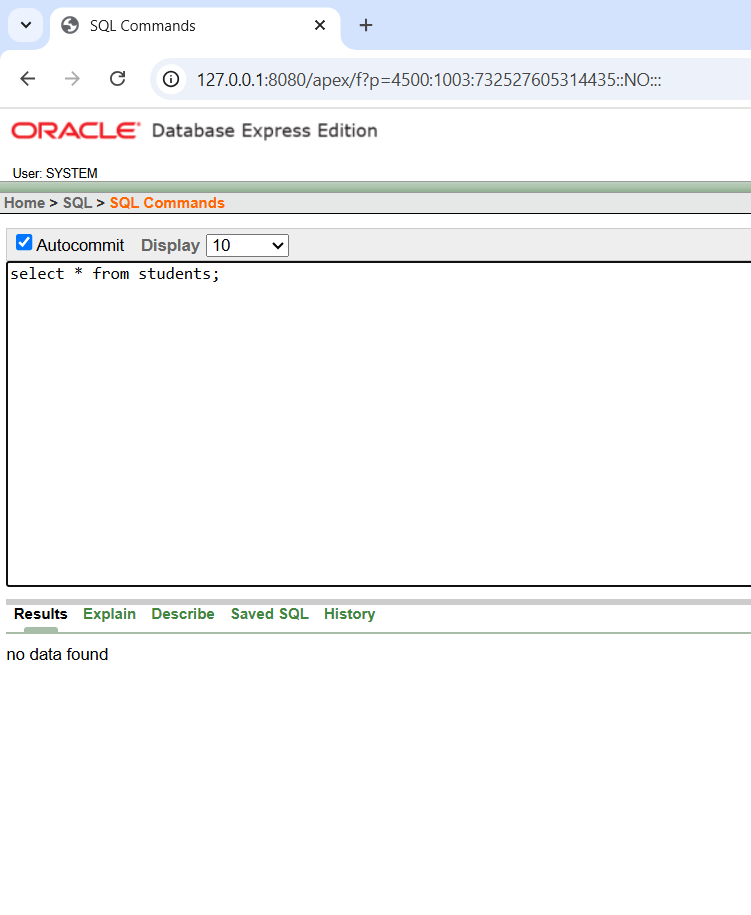 SQL Commands
127.0.0.1:8080/apex/f?p=4500:1003:732527605314435::NO:::
ORACLE® Database Express Edition
User: SYSTEM
Home > SQL > SQL Commands
Autocommit Display 10
select * from students;
Results Explain Describe Saved SQL History
no data found